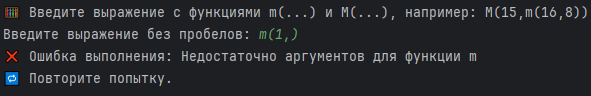 🧮 Введите выражение с функциями m(...) и M(...), например: M(15,m(16,8))
Введите выражение без пробелов: m(1,)
❌ Ошибка выполнения: Недостаточно аргументов для функции m
🔁 Повторите попытку.